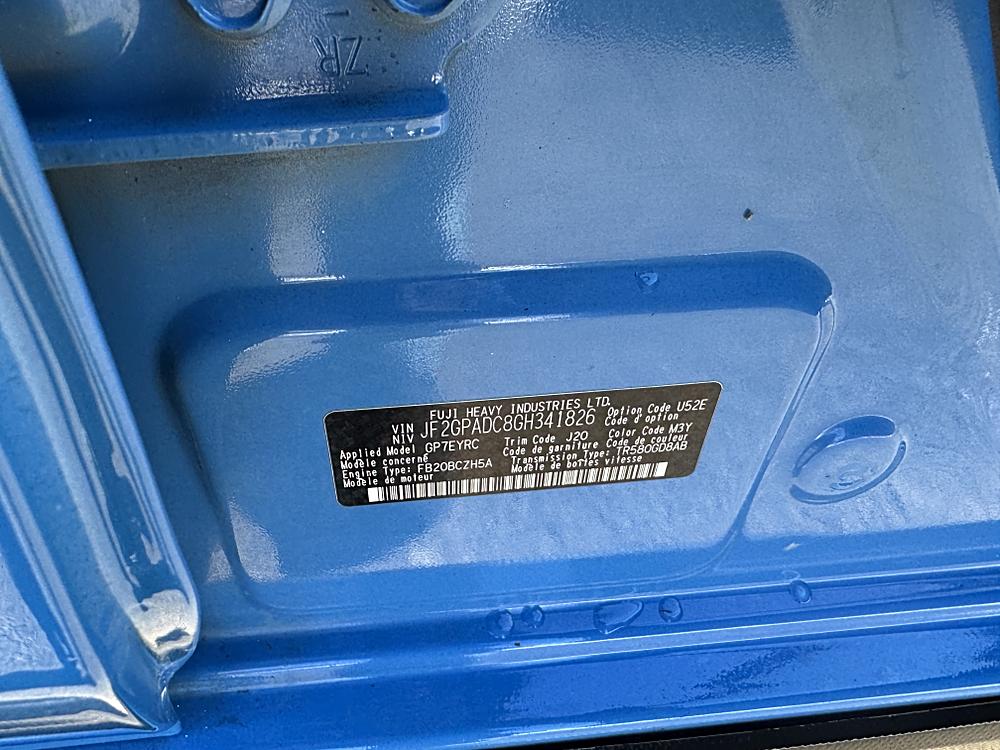 ZR
FUJI HEAVY INDUSTRIES LTD.
VIN
NIV
JF2GPADC8GH341826
Option Code U52E
Code d'option
Applied Model GP7EYRC
Modèle concerné
Trim Code J20
Code de garniture
Color Code M3Y
Code de couleur
Engine Type: FB20BCZH5A
Modèle de moteur
Transmission Type: TR580GD8AB
Modèle de boîtes vitesse